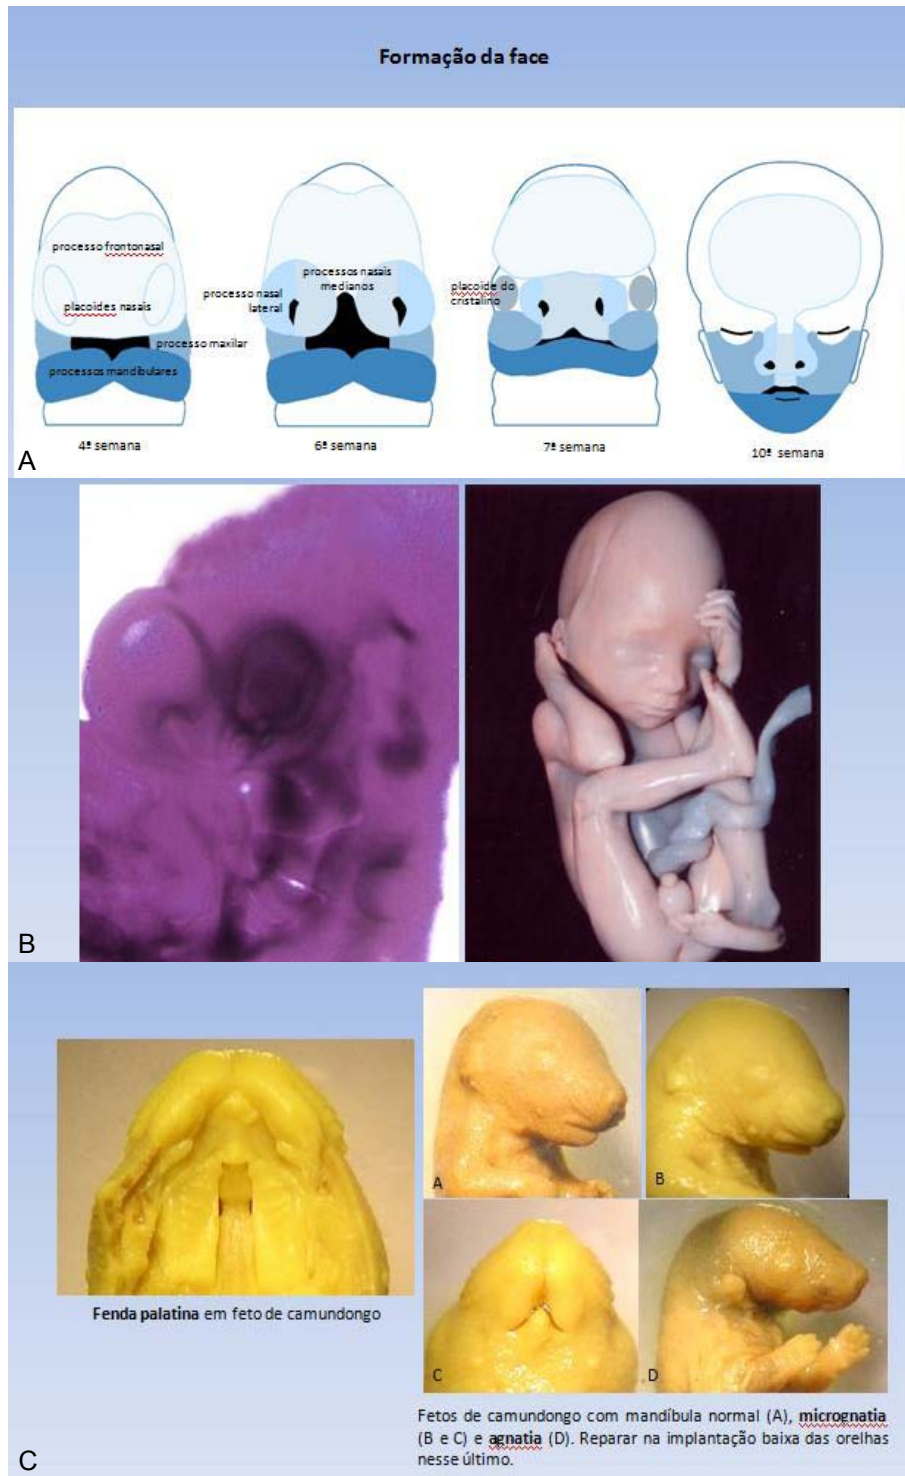 Formação da face
processo frontonasal
placoides nasais
processo maxilar
processos mandibulares
4ª semana
processos nasais
medianos
processo nasal
lateral
6ª semana
placoide do
cristalino
7ª semana
10ª semana
A
B
Fenda palatina em feto de camundongo
A
B
C
D
Fetos de camundongo com mandíbula normal (A), micrognatia
(B e C) e agnatia (D). Reparar na implantação baixa das orelhas
nesse último.
C